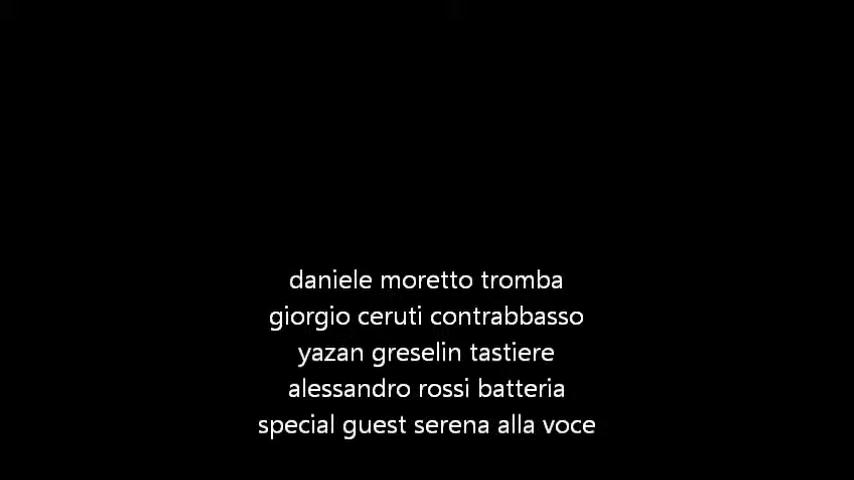 daniele moretto tromba
giorgio ceruti contrabbasso
yazan greselin tastiere
alessandro rossi batteria
special guest serena alla voce